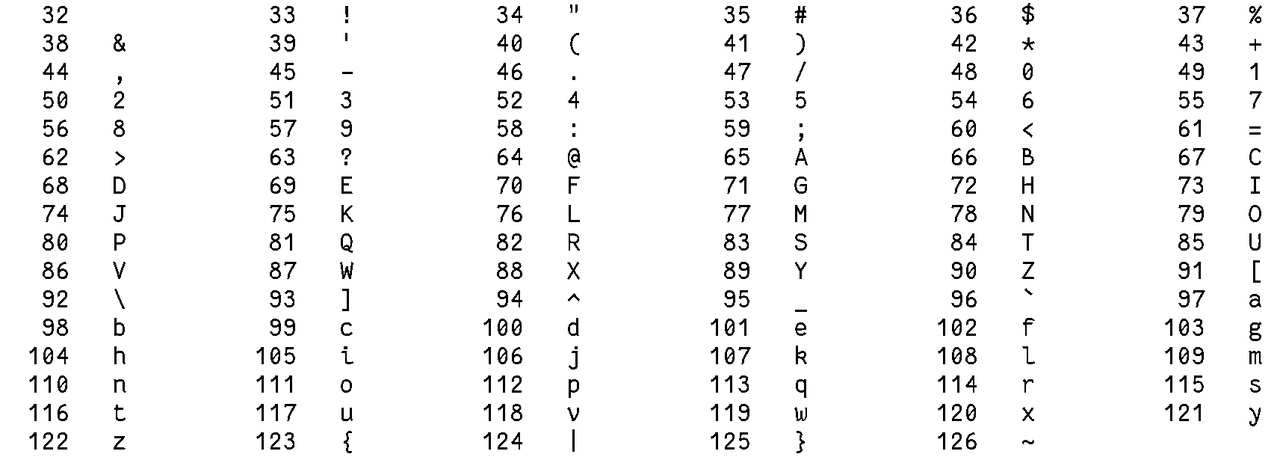 32 33 ! 34 " 35 # 36 $ 37 %
38 & 39 ' 40 ( 41 ) 42 * 43 +
44 , 45 - 46 . 47 / 48 0 49 1
50 2 51 3 52 4 53 5 54 6 55 7
56 8 57 9 58 : 59 ; 60 < 61 =
62 > 63 ? 64 @ 65 A 66 B 67 C
68 D 69 E 70 F 71 G 72 H 73 I
74 J 75 K 76 L 77 M 78 N 79 O
80 P 81 Q 82 R 83 S 84 T 85 U
86 V 87 W 88 X 89 Y 90 Z 91 [
92 \ 93 ] 94 ^ 95 _ 96 ` 97 a
98 b 99 c 100 d 101 e 102 f 103 g
104 h 105 i 106 j 107 k 108 l 109 m
110 n 111 o 112 p 113 q 114 r 115 s
116 t 117 u 118 v 119 w 120 x 121 y
122 z 123 { 124 | 125 } 126 ~